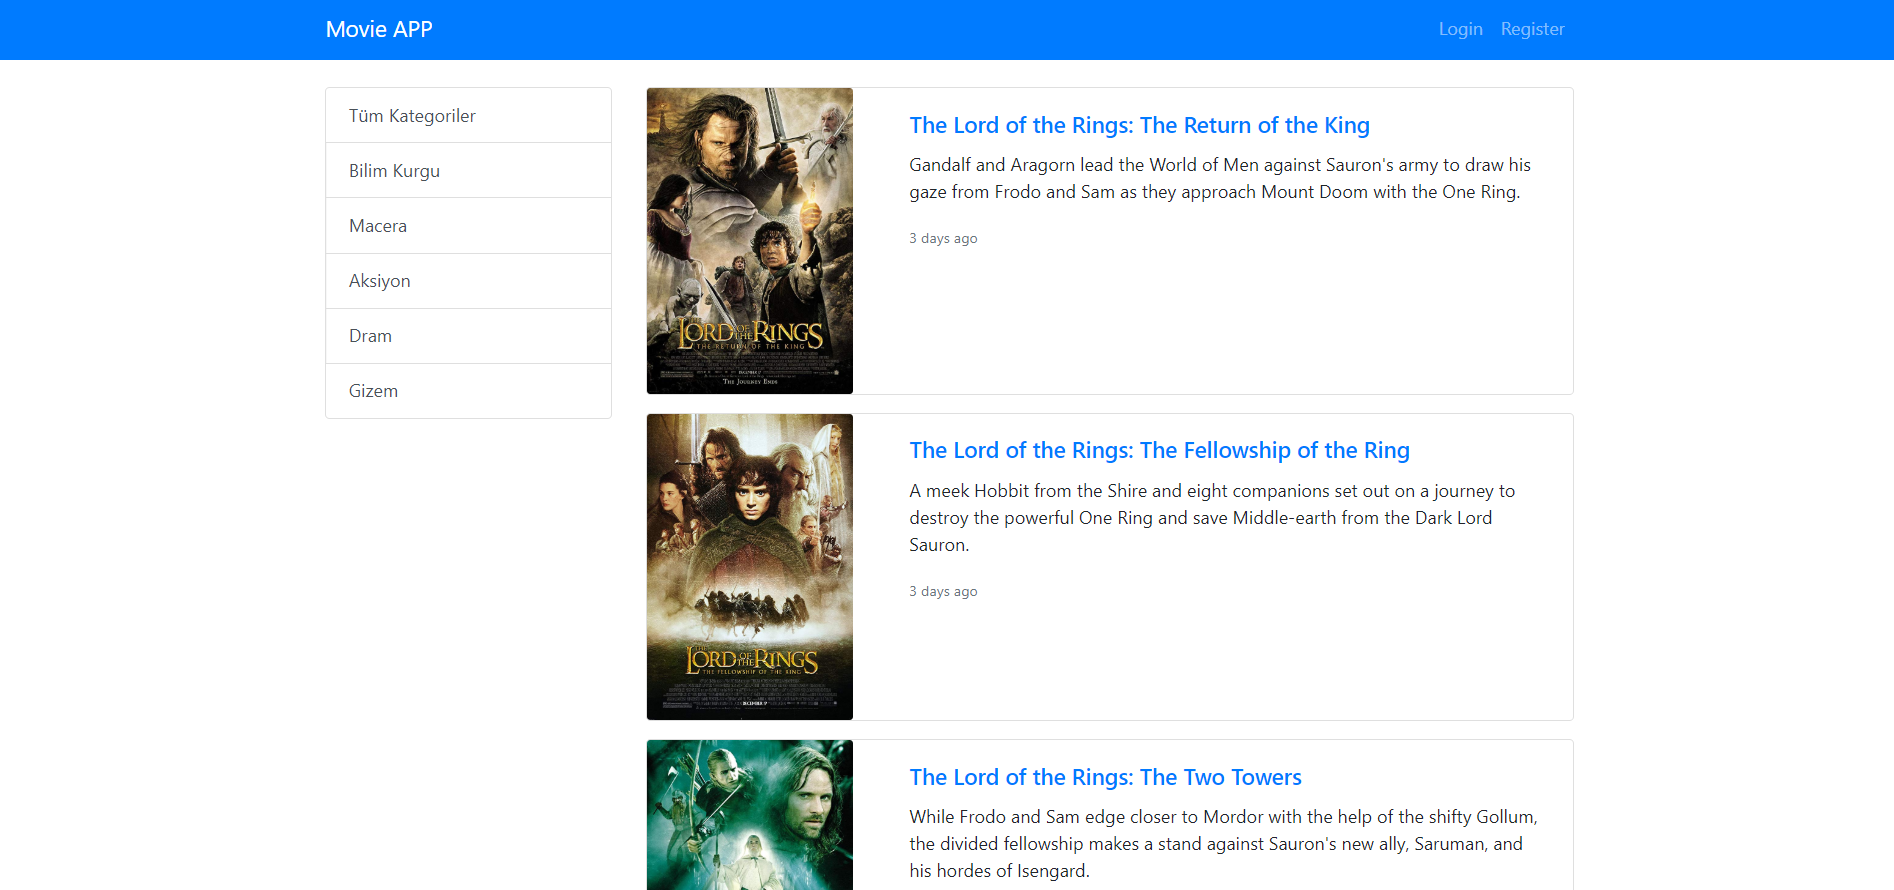 Movie APP
Login Register
Tüm Kategoriler
Bilim Kurgu
Macera
Aksiyon
Dram
Gizem
THE LORD OF THE RINGS
THE RETURN OF THE KING
THE JOURNEY ENDS
The Lord of the Rings: The Return of the King
Gandalf and Aragorn lead the World of Men against Sauron's army to draw his
gaze from Frodo and Sam as they approach Mount Doom with the One Ring.
3 days ago
THE LORD OF THE RINGS
THE FELLOWSHIP OF THE RING
The Lord of the Rings: The Fellowship of the Ring
A meek Hobbit from the Shire and eight companions set out on a journey to
destroy the powerful One Ring and save Middle-earth from the Dark Lord
Sauron.
3 days ago
The Lord of the Rings: The Two Towers
While Frodo and Sam edge closer to Mordor with the help of the shifty Gollum,
the divided fellowship makes a stand against Sauron's new ally, Saruman, and
his hordes of Isengard.